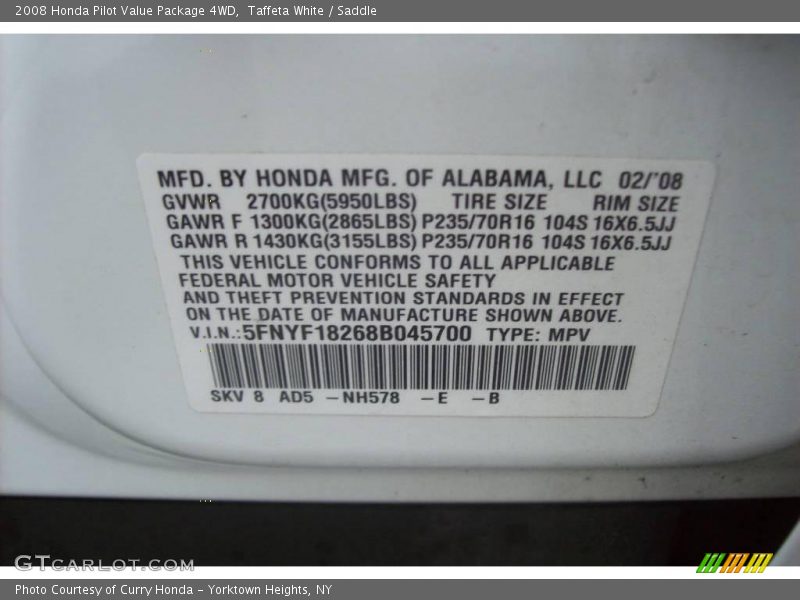 2008 Honda Pilot Value Package 4WD,  Taffeta White / Saddle
MFD. BY HONDA MFG. OF ALABAMA, LLC 02/'08
GVWR 2700KG(5950LBS) TIRE SIZE RIM SIZE
GAWR F 1300KG(2865LBS) P235/70R16 104S 16X6.5JJ
GAWR R 1430KG(3155LBS) P235/70R16 104S 16X6.5JJ
THIS VEHICLE CONFORMS TO ALL APPLICABLE
FEDERAL MOTOR VEHICLE SAFETY
AND THEFT PREVENTION STANDARDS IN EFFECT
ON THE DATE OF MANUFACTURE SHOWN ABOVE.
V.I.N.:5FNYF18268B045700 TYPE: MPV
SKV 8 AD5 -NH578 -E -B
GTCARLOT.COM
Photo Courtesy of Curry Honda - Yorktown Heights, NY